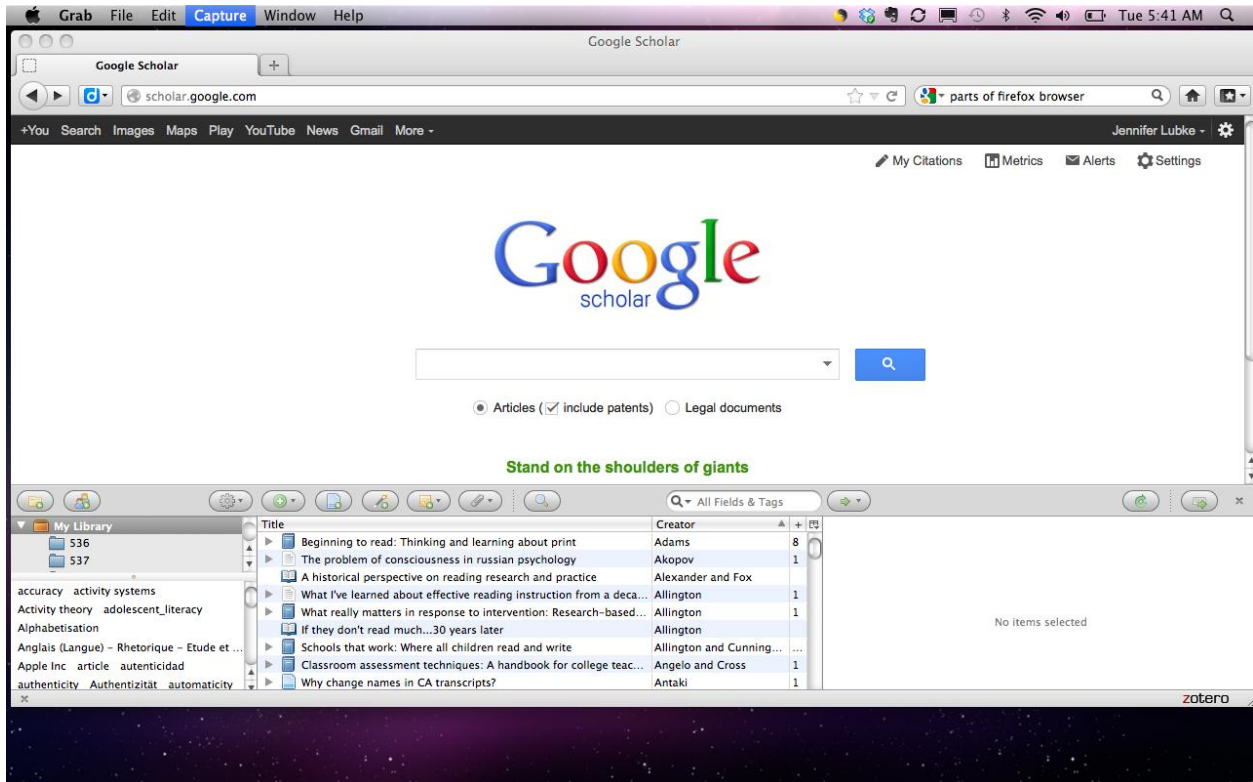 Grab File Edit Capture Window Help Tue 5:41 AM
Google Scholar
Google Scholar
scholar.google.com parts of firefox browser
+You Search Images Maps Play YouTube News Gmail More Jennifer Lubke
My Citations Metrics Alerts Settings
Google
scholar
Articles ( include patents) Legal documents
Stand on the shoulders of giants
All Fields & Tags
My Library Title Creator +
536 Beginning to read: Thinking and learning about print Adams 8
537 The problem of consciousness in russian psychology Akopov 1
A historical perspective on reading research and practice Alexander and Fox
accuracy activity systems What I've learned about effective reading instruction from a deca... Allington 1
Activity theory adolescent_literacy What really matters in response to intervention: Research-based... Allington 1
Alphabetisation If they don't read much...30 years later Allington
No items selected
Anglais (Langue) – Rhetorique – Etude et ... Schools that work: Where all children read and write Allington and Cunning... ...
Apple Inc article autenticidad Classroom assessment techniques: A handbook for college teac... Angelo and Cross 1
authenticity Authentizität automaticity Why change names in CA transcripts? Antaki 1
zotero